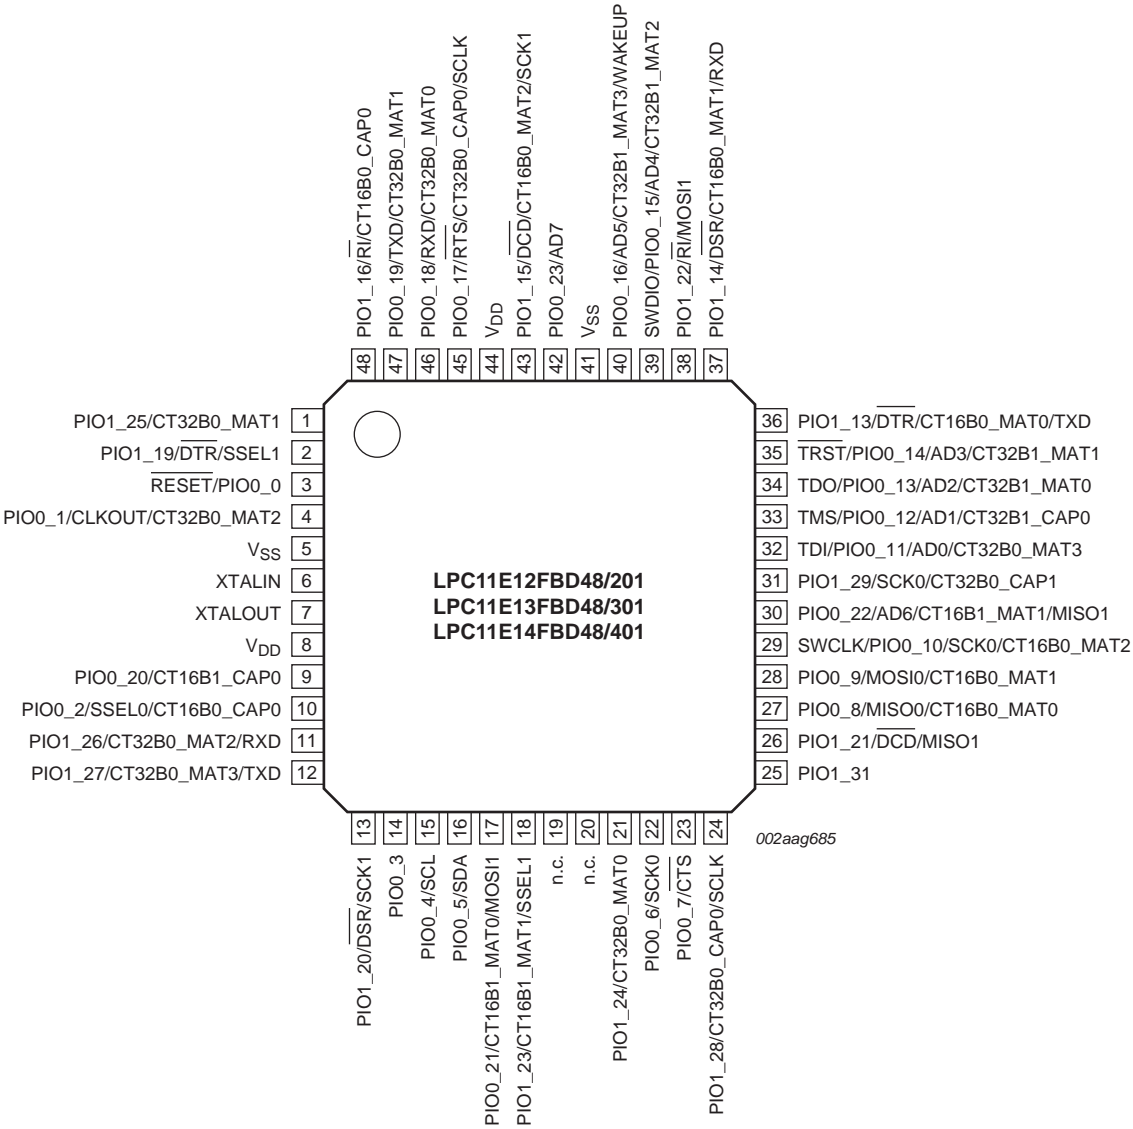 PIO1_16/RI/CT16B0_CAP0
PIO0_19/TXD/CT32B0_MAT1
PIO0_18/RXD/CT32B0_MAT0
PIO0_17/RTS/CT32B0_CAP0/SCLK
VDD
PIO1_15/DCD/CT16B0_MAT2/SCK1
PIO0_23/AD7
VSS
PIO0_16/AD5/CT32B1_MAT3/WAKEUP
SWDIO/PIO0_15/AD4/CT32B1_MAT2
PIO1_22/RI/MOSI1
PIO1_14/DSR/CT16B0_MAT1/RXD
48
47
46
45
44
43
42
41
40
39
38
37
PIO1_25/CT32B0_MAT1 1
PIO1_19/DTR/SSEL1 2
RESET/PIO0_0 3
PIO0_1/CLKOUT/CT32B0_MAT2 4
VSS 5
XTALIN 6
XTALOUT 7
VDD 8
PIO0_20/CT16B1_CAP0 9
PIO0_2/SSEL0/CT16B0_CAP0 10
PIO1_26/CT32B0_MAT2/RXD 11
PIO1_27/CT32B0_MAT3/TXD 12
LPC11E12FBD48/201
LPC11E13FBD48/301
LPC11E14FBD48/401
36 PIO1_13/DTR/CT16B0_MAT0/TXD
35 TRST/PIO0_14/AD3/CT32B1_MAT1
34 TDO/PIO0_13/AD2/CT32B1_MAT0
33 TMS/PIO0_12/AD1/CT32B1_CAP0
32 TDI/PIO0_11/AD0/CT32B0_MAT3
31 PIO1_29/SCK0/CT32B0_CAP1
30 PIO0_22/AD6/CT16B1_MAT1/MISO1
29 SWCLK/PIO0_10/SCK0/CT16B0_MAT2
28 PIO0_9/MOSI0/CT16B0_MAT1
27 PIO0_8/MISO0/CT16B0_MAT0
26 PIO1_21/DCD/MISO1
25 PIO1_31
13
14
15
16
17
18
19
20
21
22
23
24
002aag685
PIO1_20/DSR/SCK1
PIO0_3
PIO0_4/SCL
PIO0_5/SDA
PIO0_21/CT16B1_MAT0/MOSI1
PIO1_23/CT16B1_MAT1/SSEL1
n.c.
n.c.
PIO1_24/CT32B0_MAT0
PIO0_6/SCK0
PIO0_7/CTS
PIO1_28/CT32B0_CAP0/SCLK